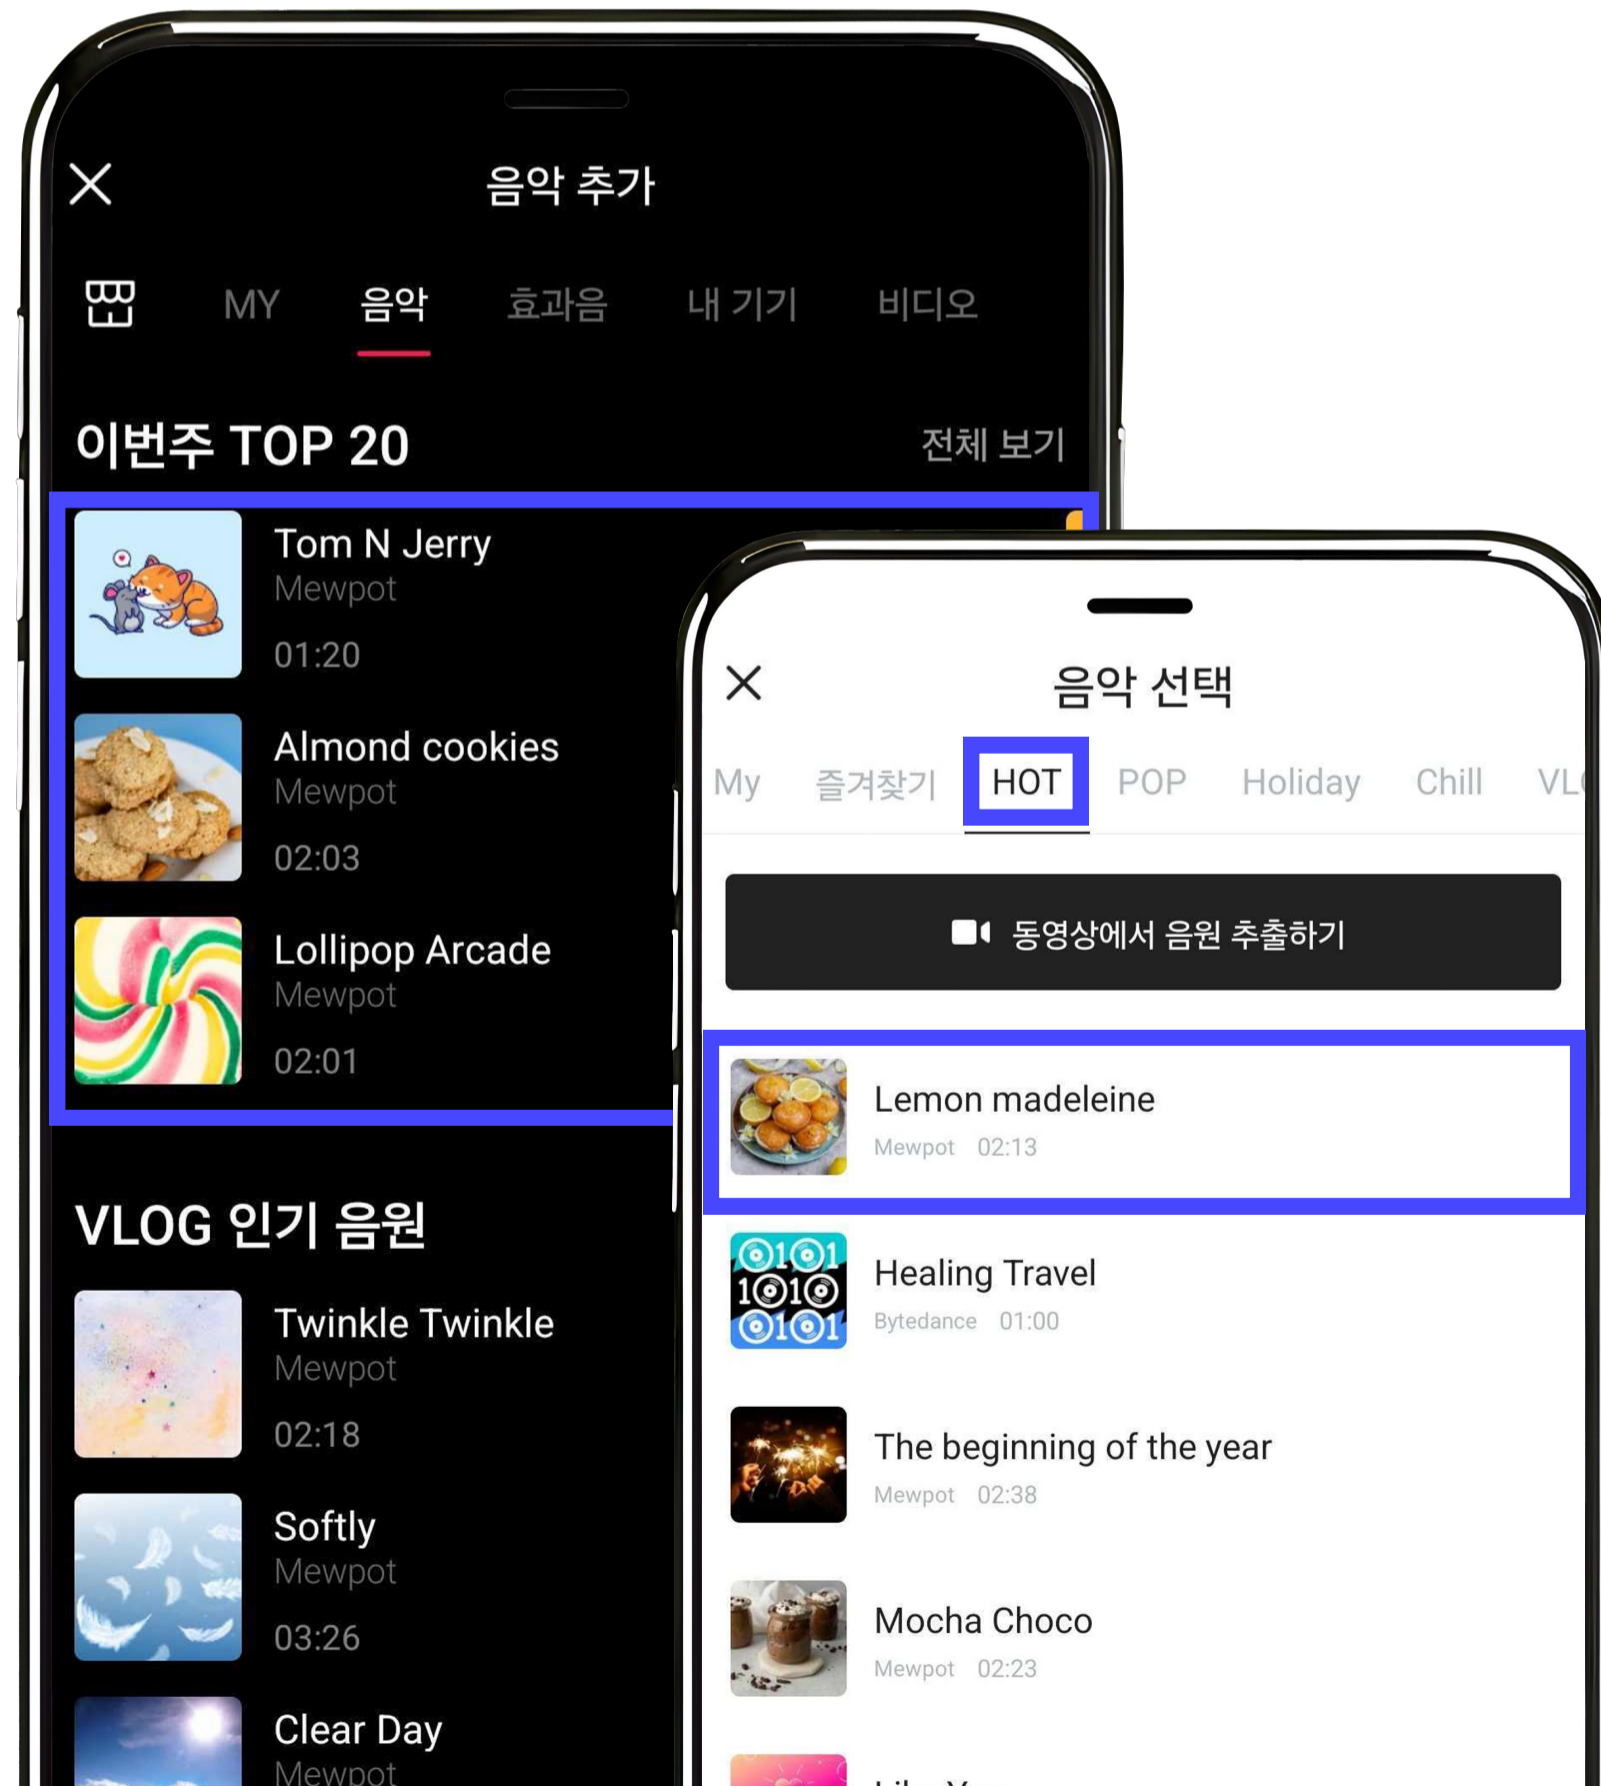 음악 추가
MY 음악 효과음 내 기기 비디오
이번주 TOP 20 전체 보기
Tom N Jerry
Mewpot
01:20
Almond cookies
Mewpot
02:03
Lollipop Arcade
Mewpot
02:01
VLOG 인기 음원
Twinkle Twinkle
Mewpot
02:18
Softly
Mewpot
03:26
Clear Day
Mewpot
음악 선택
My 즐겨찾기 HOT POP Holiday Chill
동영상에서 음원 추출하기
Lemon madeleine
Mewpot 02:13
0101
1010
0101
Healing Travel
Bytedance 01:00
The beginning of the year
Mewpot 02:38
Mocha Choco
Mewpot 02:23